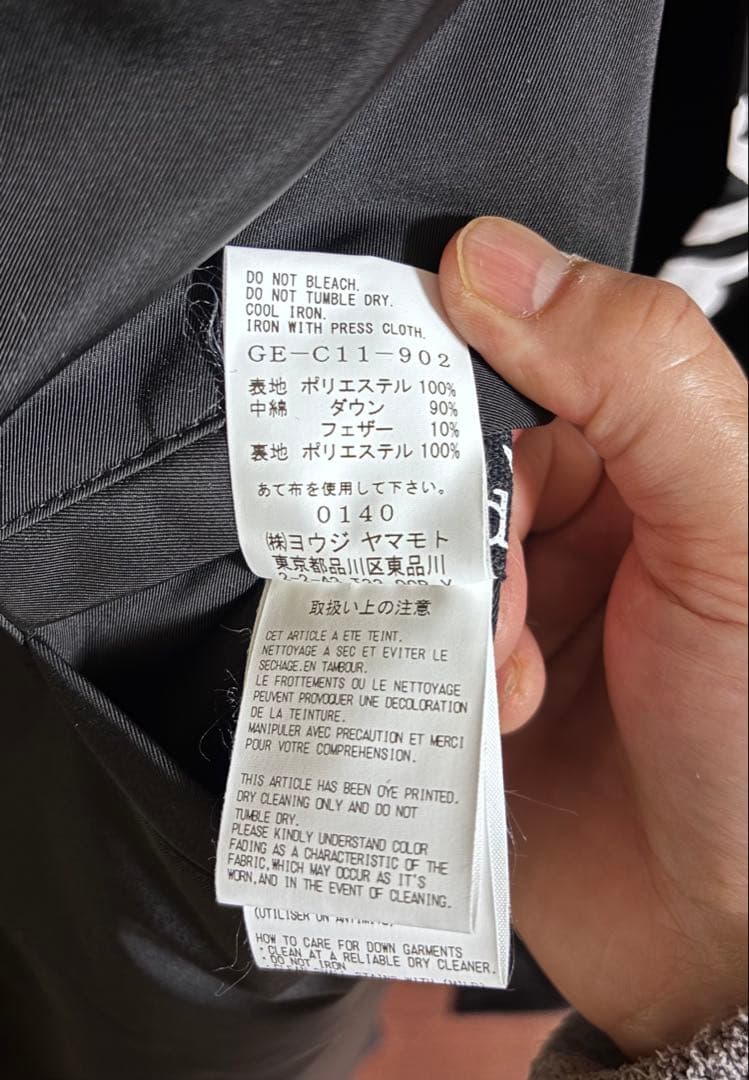 DO NOT BLEACH.
DO NOT TUMBLE DRY.
COOL IRON.
IRON WITH PRESS CLOTH.
GE-C11-902
表地 ポリエステル 100%
中綿 ダウン 90%
フェザー 10%
裏地 ポリエステル 100%
あて布を使用して下さい。
0140
㈱ヨウジ ヤマモト
東京都品川区東品川
取扱い上の注意
CET ARTICLE A ETE TEINT.
NETTOYAGE A SEC ET EVITER LE
SECHAGE.EN TAMBOUR.
LE FROTTEMENTS OU LE NETTOYAGE
PEUVENT PROVOQUER UNE DECOLORATION
DE LA TEINTURE.
MANIPULER AVEC PRECAUTION ET MERCI
POUR VOTRE COMPREHENSION.
THIS ARTICLE HAS BEEN OYE PRINTED.
DRY CLEANING ONLY AND DO NOT
TUMBLE DRY.
PLEASE KINDLY UNDERSTAND COLOR
FADING AS A CHARACTERISTIC OF THE
FABRIC,WHICH MAY OCCUR AS IT'S
WORN,AND IN THE EVENT OF CLEANING.
(UTILISER UN
HOW TO CARE FOR DOWN GARMENTS
・CLEAN AT A RELIABLE DRY CLEANER.
・DO NOT IRON